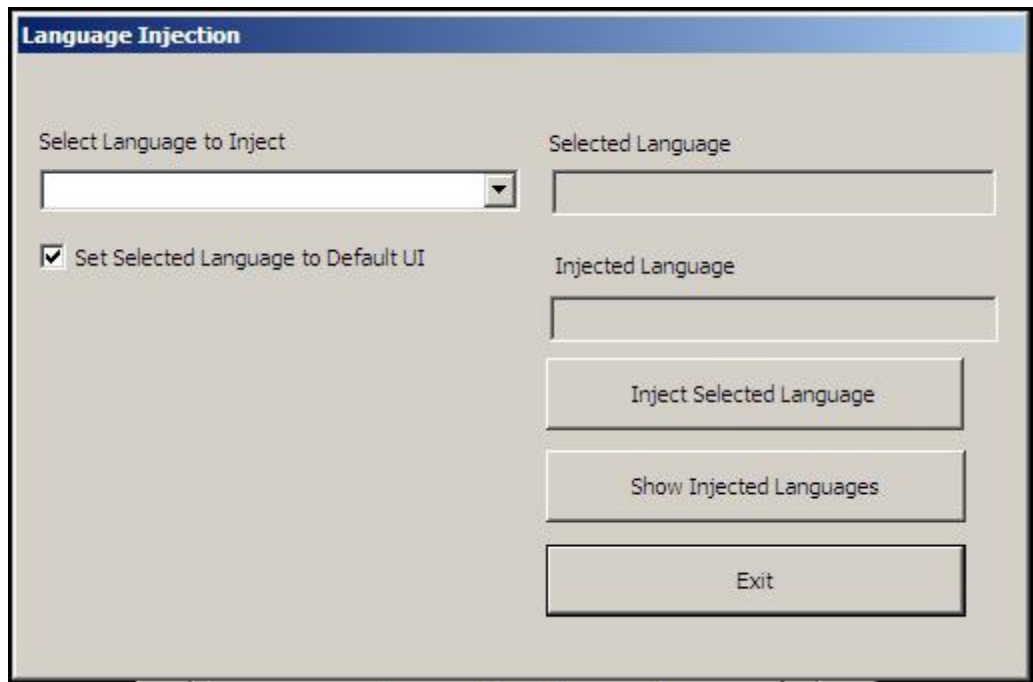 Language Injection
Select Language to Inject
Selected Language
Set Selected Language to Default UI
Injected Language
Inject Selected Language
Show Injected Languages
Exit